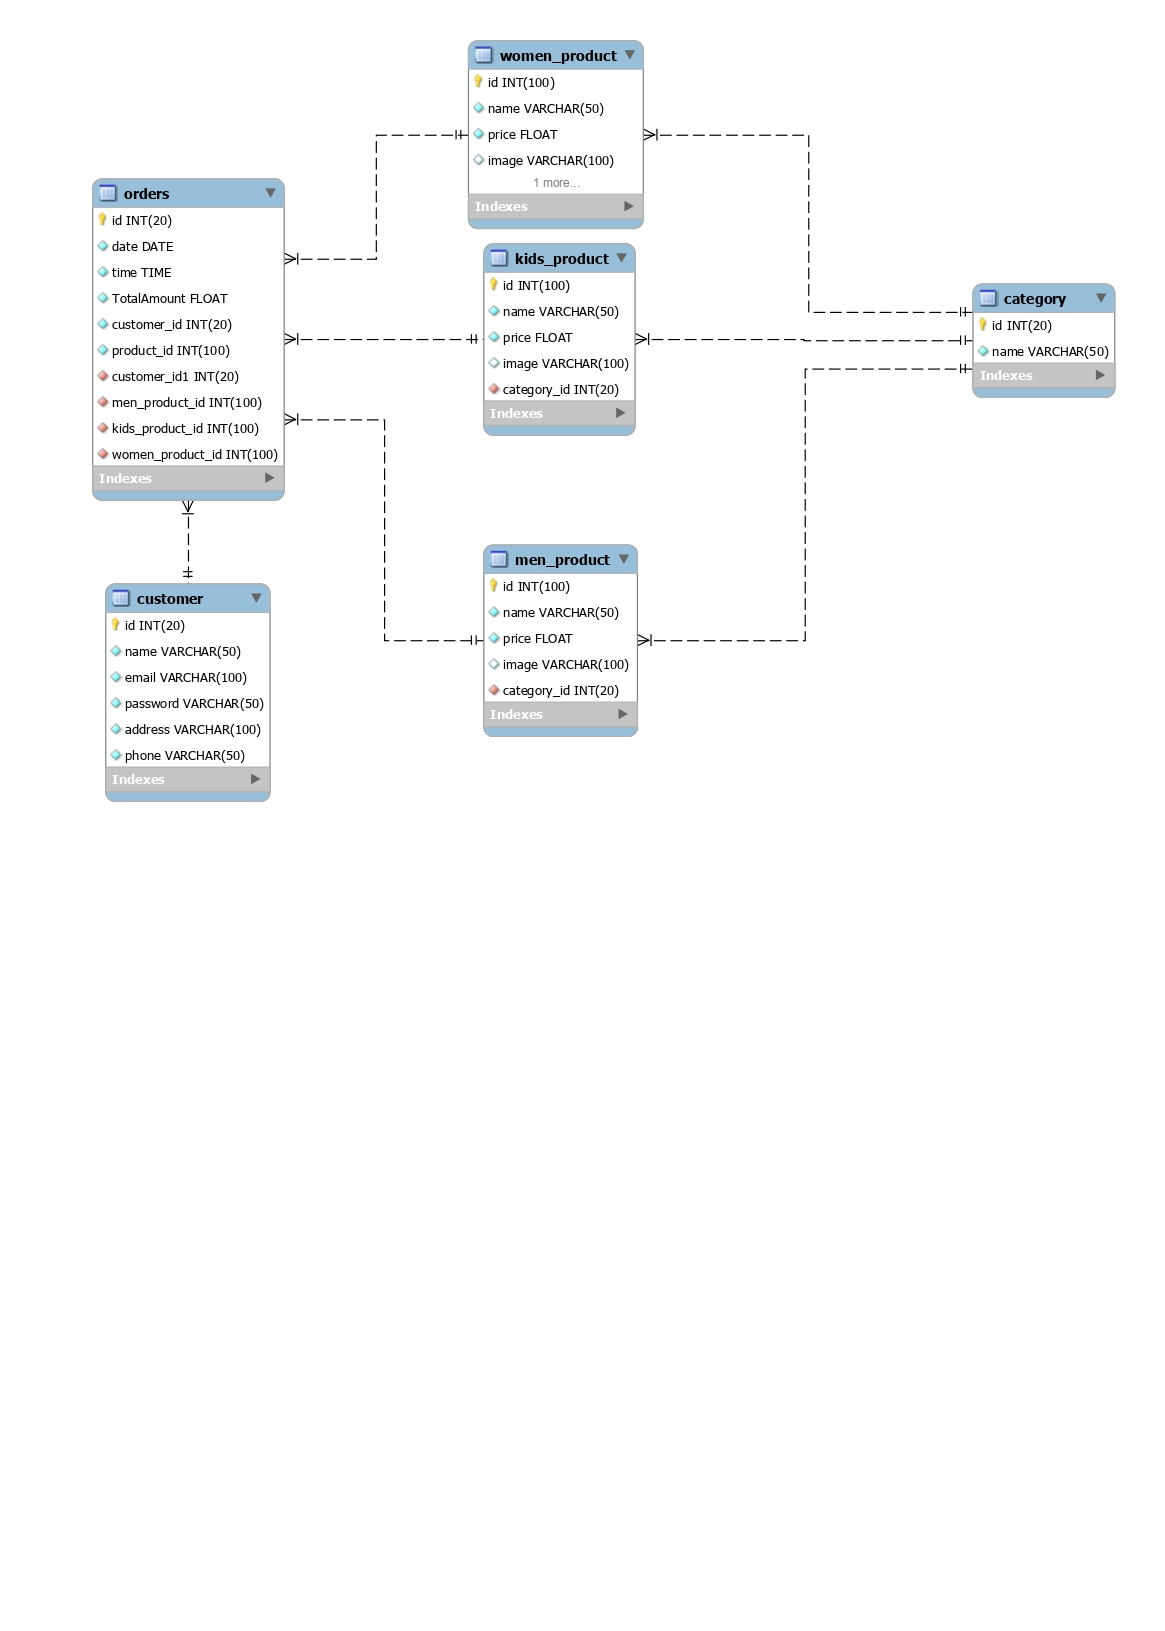 women_product
id INT(100)
name VARCHAR(50)
price FLOAT
image VARCHAR(100)
1 more...
Indexes
orders
id INT(20)
date DATE
time TIME
TotalAmount FLOAT
customer_id INT(20)
product_id INT(100)
customer_id1 INT(20)
men_product_id INT(100)
kids_product_id INT(100)
women_product_id INT(100)
Indexes
kids_product
id INT(100)
name VARCHAR(50)
price FLOAT
image VARCHAR(100)
category_id INT(20)
Indexes
category
id INT(20)
name VARCHAR(50)
Indexes
men_product
id INT(100)
name VARCHAR(50)
price FLOAT
image VARCHAR(100)
category_id INT(20)
Indexes
customer
id INT(20)
name VARCHAR(50)
email VARCHAR(100)
password VARCHAR(50)
address VARCHAR(100)
phone VARCHAR(50)
Indexes